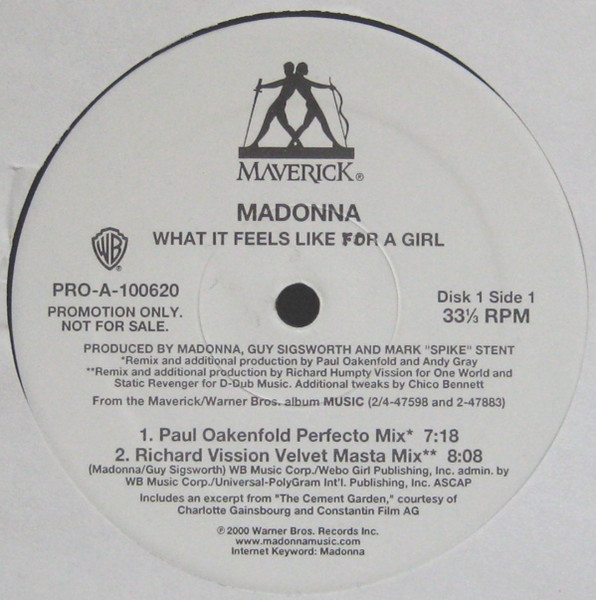 MAVERICK®
MADONNA
WHAT IT FEELS LIKE FOR A GIRL
WB
PRO-A-100620
PROMOTION ONLY.
NOT FOR SALE.
Disk 1 Side 1
33⅓ RPM
PRODUCED BY MADONNA, GUY SIGSWORTH AND MARK "SPIKE" STENT
*Remix and additional production by Paul Oakenfold and Andy Gray
**Remix and additional production by Richard Humpty Vission for One World and
Static Revenger for D-Dub Music. Additional tweaks by Chico Bennett
From the Maverick/Warner Bros. album MUSIC (2/4-47598 and 2-47883)
1. Paul Oakenfold Perfecto Mix* 7:18
2. Richard Vission Velvet Masta Mix** 8:08
(Madonna/Guy Sigsworth) WB Music Corp./Webo Girl Publishing, Inc. admin. by
WB Music Corp./Universal-PolyGram Int'l. Publishing, Inc. ASCAP
Includes an excerpt from "The Cement Garden," courtesy of
Charlotte Gainsbourg and Constantin Film AG
℗2000 Warner Bros. Records Inc.
www.madonnamusic.com
Internet Keyword: Madonna